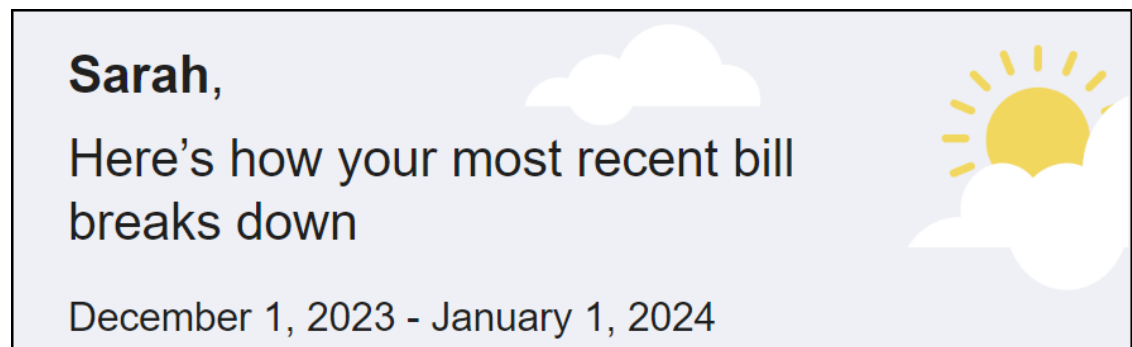 Sarah,
Here’s how your most recent bill
breaks down
December 1, 2023 - January 1, 2024